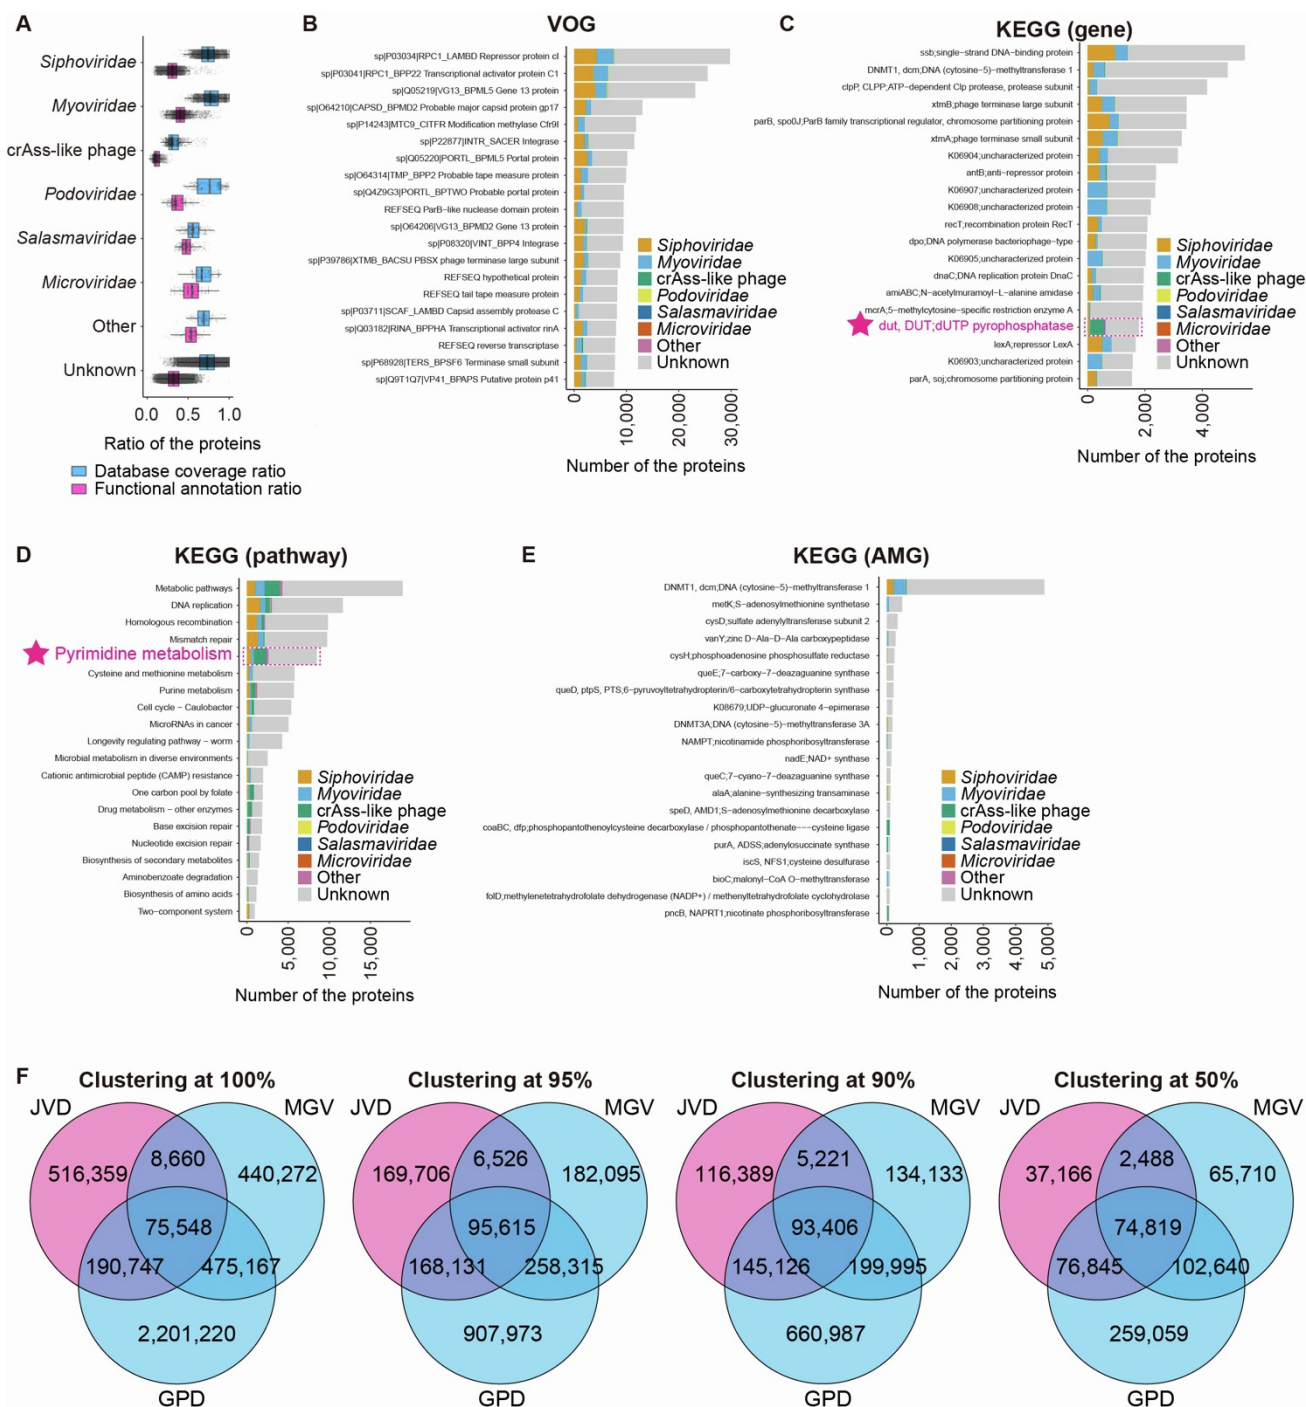 A
Siphoviridae
Myoviridae
crAss-like phage
Podoviridae
Salasmaviridae
Microviridae
Other
Unknown
0.0 0.5 1.0
Ratio of the proteins
Database coverage ratio
Functional annotation ratio
B
VOG
sp|P03034|RPC1_LAMBD Repressor protein cI
sp|P03041|RPC1_BPP22 Transcriptional activator protein C1
sp|Q05219|VG13_BPML5 Gene 13 protein
sp|O64210|CAPSD_BPMD2 Probable major capsid protein gp17
sp|P14243|MTC9_CITFR Modification methylase Cfr9I
sp|P22877|INTR_SACER Integrase
sp|Q05220|PORTL_BPML5 Portal protein
sp|O64314|TMP_BPP2 Probable tape measure protein
sp|Q4Z9G3|PORTL_BPTWO Probable portal protein
REFSEQ ParB-like nuclease domain protein
sp|O64206|VG13_BPMD2 Gene 13 protein
sp|P08320|VINT_BPP4 Integrase
sp|P39786|XTMB_BACSU PBSX phage terminase large subunit
REFSEQ hypothetical protein
REFSEQ tail tape measure protein
sp|P03711|SCAF_LAMBD Capsid assembly protease C
sp|Q03182|RINA_BPPHA Transcriptional activator rinA
REFSEQ reverse transcriptase
sp|P68928|TERS_BPSF6 Terminase small subunit
sp|Q9T1Q7|VP41_BPAPS Putative protein p41
Siphoviridae
Myoviridae
crAss-like phage
Podoviridae
Salasmaviridae
Microviridae
Other
Unknown
0 10,000 20,000 30,000
Number of the proteins
C
KEGG (gene)
ssb;single-strand DNA-binding protein
DNMT1, dcm;DNA (cytosine-5)-methyltransferase 1
clpP, CLPP;ATP-dependent Clp protease, protease subunit
xtmB;phage terminase large subunit
parB, spo0J;ParB family transcriptional regulator, chromosome partitioning protein
xtmA;phage terminase small subunit
K06904;uncharacterized protein
antB;anti-repressor protein
K06907;uncharacterized protein
K06908;uncharacterized protein
recT;recombination protein RecT
dpo;DNA polymerase bacteriophage-type
K06905;uncharacterized protein
dnaC;DNA replication protein DnaC
amiABC;N-acetylmuramoyl-L-alanine amidase
mcrA;5-methylcytosine-specific restriction enzyme A
dut, DUT;dUTP pyrophosphatase
lexA;repressor LexA
K06903;uncharacterized protein
parA, soj;chromosome partitioning protein
Siphoviridae
Myoviridae
crAss-like phage
Podoviridae
Salasmaviridae
Microviridae
Other
Unknown
0 2,000 4,000
Number of the proteins
D
KEGG (pathway)
Metabolic pathways
DNA replication
Homologous recombination
Mismatch repair
Pyrimidine metabolism
Cysteine and methionine metabolism
Purine metabolism
Cell cycle - Caulobacter
MicroRNAs in cancer
Longevity regulating pathway - worm
Microbial metabolism in diverse environments
Cationic antimicrobial peptide (CAMP) resistance
One carbon pool by folate
Drug metabolism - other enzymes
Base excision repair
Nucleotide excision repair
Biosynthesis of secondary metabolites
Aminobenzoate degradation
Biosynthesis of amino acids
Two-component system
Siphoviridae
Myoviridae
crAss-like phage
Podoviridae
Salasmaviridae
Microviridae
Other
Unknown
0 5,000 10,000 15,000
Number of the proteins
E
KEGG (AMG)
DNMT1, dcm;DNA (cytosine-5)-methyltransferase 1
metK;S-adenosylmethionine synthetase
cysD;sulfate adenylyltransferase subunit 2
vanY;zinc D-Ala-D-Ala carboxypeptidase
cysH;phosphoadenosine phosphosulfate reductase
queE;7-carboxy-7-deazaguanine synthase
queD, ptpS, PTS;6-pyruvoyltetrahydropterin/6-carboxytetrahydropterin synthase
K08679;UDP-glucuronate 4-epimerase
DNMT3A;DNA (cytosine-5)-methyltransferase 3A
NAMPT;nicotinamide phosphoribosyltransferase
nadE;NAD+ synthase
queC;7-cyano-7-deazaguanine synthase
alaA;alanine-synthesizing transaminase
speD, AMD1;S-adenosylmethionine decarboxylase
coaBC, dfp;phosphopantothenoylcysteine decarboxylase / phosphopantothenate---cysteine ligase
purA, ADSS;adenylosuccinate synthase
iscS, NFS1;cysteine desulfurase
bioC;malonyl-CoA O-methyltransferase
folD;methylenetetrahydrofolate dehydrogenase (NADP+) / methenyltetrahydrofolate cyclohydrolase
pncB, NAPRT1;nicotinate phosphoribosyltransferase
Siphoviridae
Myoviridae
crAss-like phage
Podoviridae
Salasmaviridae
Microviridae
Other
Unknown
0 1,000 2,000 3,000 4,000 5,000
Number of the proteins
F
Clustering at 100%
JVD
MGV
516,359
8,660
440,272
75,548
190,747
475,167
2,201,220
GPD
Clustering at 95%
JVD
MGV
169,706
6,526
182,095
95,615
168,131
258,315
907,973
GPD
Clustering at 90%
JVD
MGV
116,389
5,221
134,133
93,406
145,126
199,995
660,987
GPD
Clustering at 50%
JVD
MGV
37,166
2,488
65,710
74,819
76,845
102,640
259,059
GPD